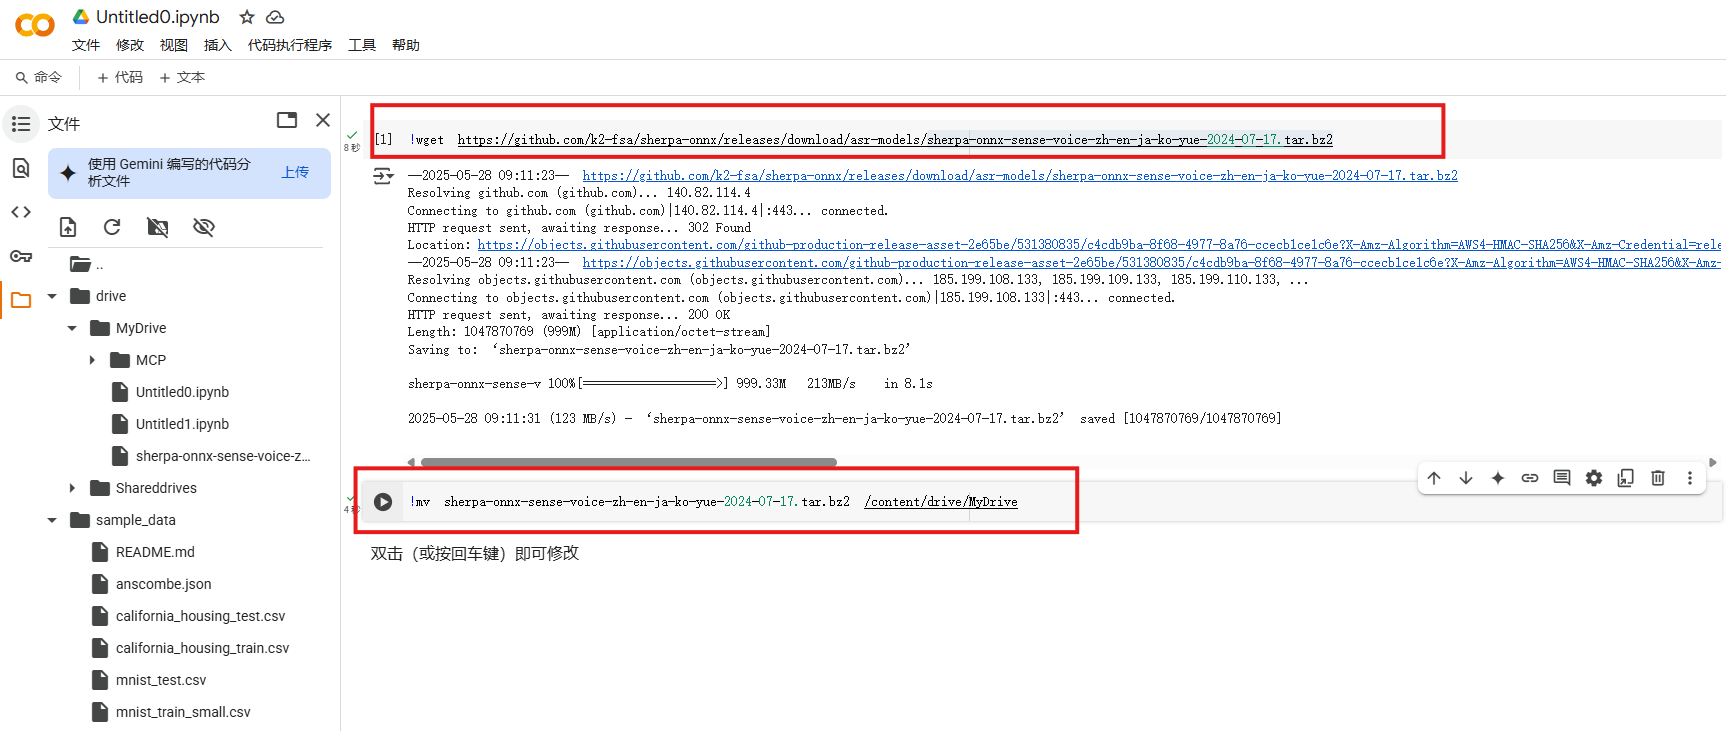 Untitled0.ipynb
文件 修改 视图 插入 代码执行程序 工具 帮助
命令 + 代码 + 文本
文件
使用 Gemini 编写的代码分
析文件
上传
..
drive
MyDrive
MCP
Untitled0.ipynb
Untitled1.ipynb
sherpa-onnx-sense-voice-z...
Shareddrives
sample_data
README.md
anscombe.json
california_housing_test.csv
california_housing_train.csv
mnist_test.csv
mnist_train_small.csv
8 秒
[1] !wget https://github.com/k2-fsa/sherpa-onnx/releases/download/asr-models/sherpa-onnx-sense-voice-zh-en-ja-ko-yue-2024-07-17.tar.bz2
--2025-05-28 09:11:23-- https://github.com/k2-fsa/sherpa-onnx/releases/download/asr-models/sherpa-onnx-sense-voice-zh-en-ja-ko-yue-2024-07-17.tar.bz2
Resolving github.com (github.com)... 140.82.114.4
Connecting to github.com (github.com)|140.82.114.4|:443... connected.
HTTP request sent, awaiting response... 302 Found
Location: https://objects.githubusercontent.com/github-production-release-asset-2e65be/531380835/c4cdb9ba-8f68-4977-8a76-ccecb1ce1c6e?X-Amz-Algorithm=AWS4-HMAC-SHA256&X-Amz-Credential=rele
--2025-05-28 09:11:23-- https://objects.githubusercontent.com/github-production-release-asset-2e65be/531380835/c4cdb9ba-8f68-4977-8a76-ccecb1ce1c6e?X-Amz-Algorithm=AWS4-HMAC-SHA256&X-Amz-
Resolving objects.githubusercontent.com (objects.githubusercontent.com)... 185.199.108.133, 185.199.109.133, 185.199.110.133, ...
Connecting to objects.githubusercontent.com (objects.githubusercontent.com)|185.199.108.133|:443... connected.
HTTP request sent, awaiting response... 200 OK
Length: 1047870769 (999M) [application/octet-stream]
Saving to: ‘sherpa-onnx-sense-voice-zh-en-ja-ko-yue-2024-07-17.tar.bz2’
sherpa-onnx-sense-v 100%[===================>] 999.33M 213MB/s in 8.1s
2025-05-28 09:11:31 (123 MB/s) - ‘sherpa-onnx-sense-voice-zh-en-ja-ko-yue-2024-07-17.tar.bz2’ saved [1047870769/1047870769]
4 秒
!mv sherpa-onnx-sense-voice-zh-en-ja-ko-yue-2024-07-17.tar.bz2 /content/drive/MyDrive
双击（或按回车键）即可修改